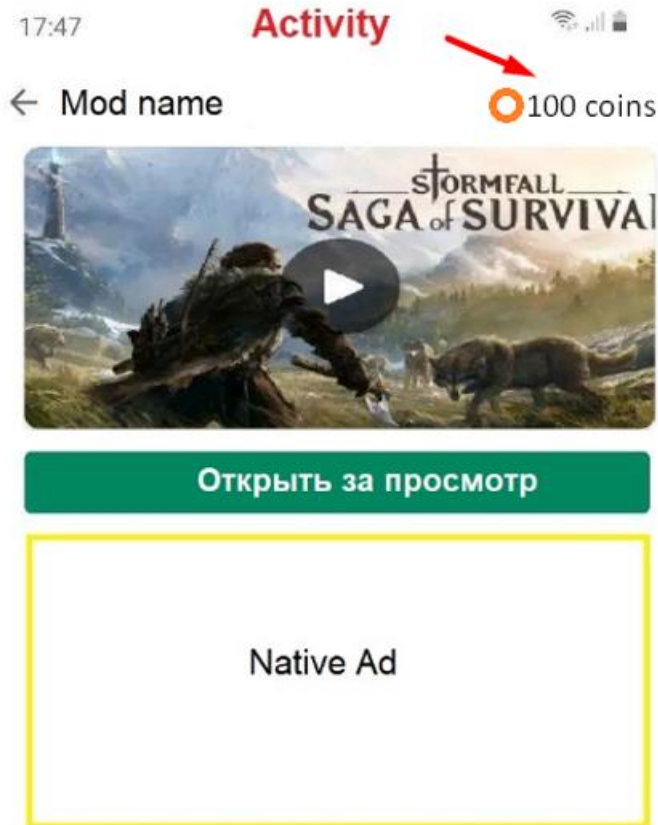 17:47
Activity
Mod name
100 coins
STORMFALL
SAGA of SURVIVAL
Открыть за просмотр
Native Ad